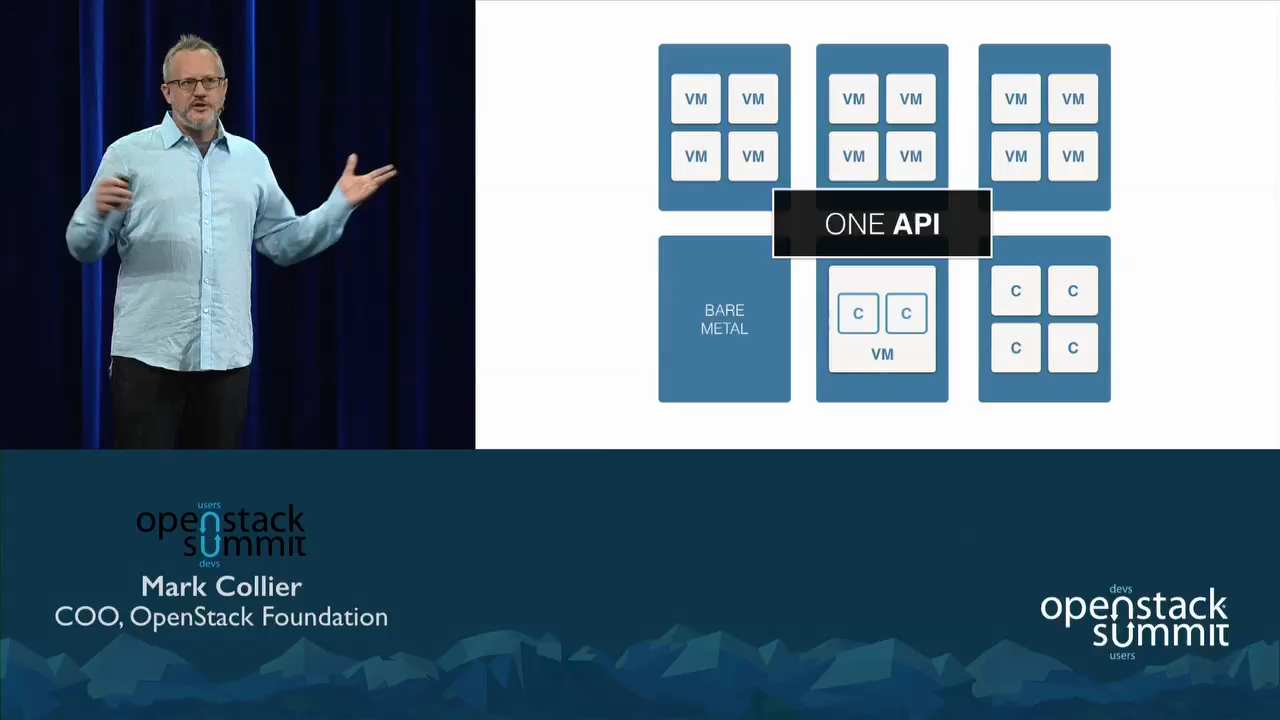 VM VM VM VM VM VM
VM VM VM VM VM VM
ONE API
BARE
METAL
C C
VM
C C
C C
users
openstack
summit
devs
Mark Collier
COO, OpenStack Foundation
devs
openstack
summit
users